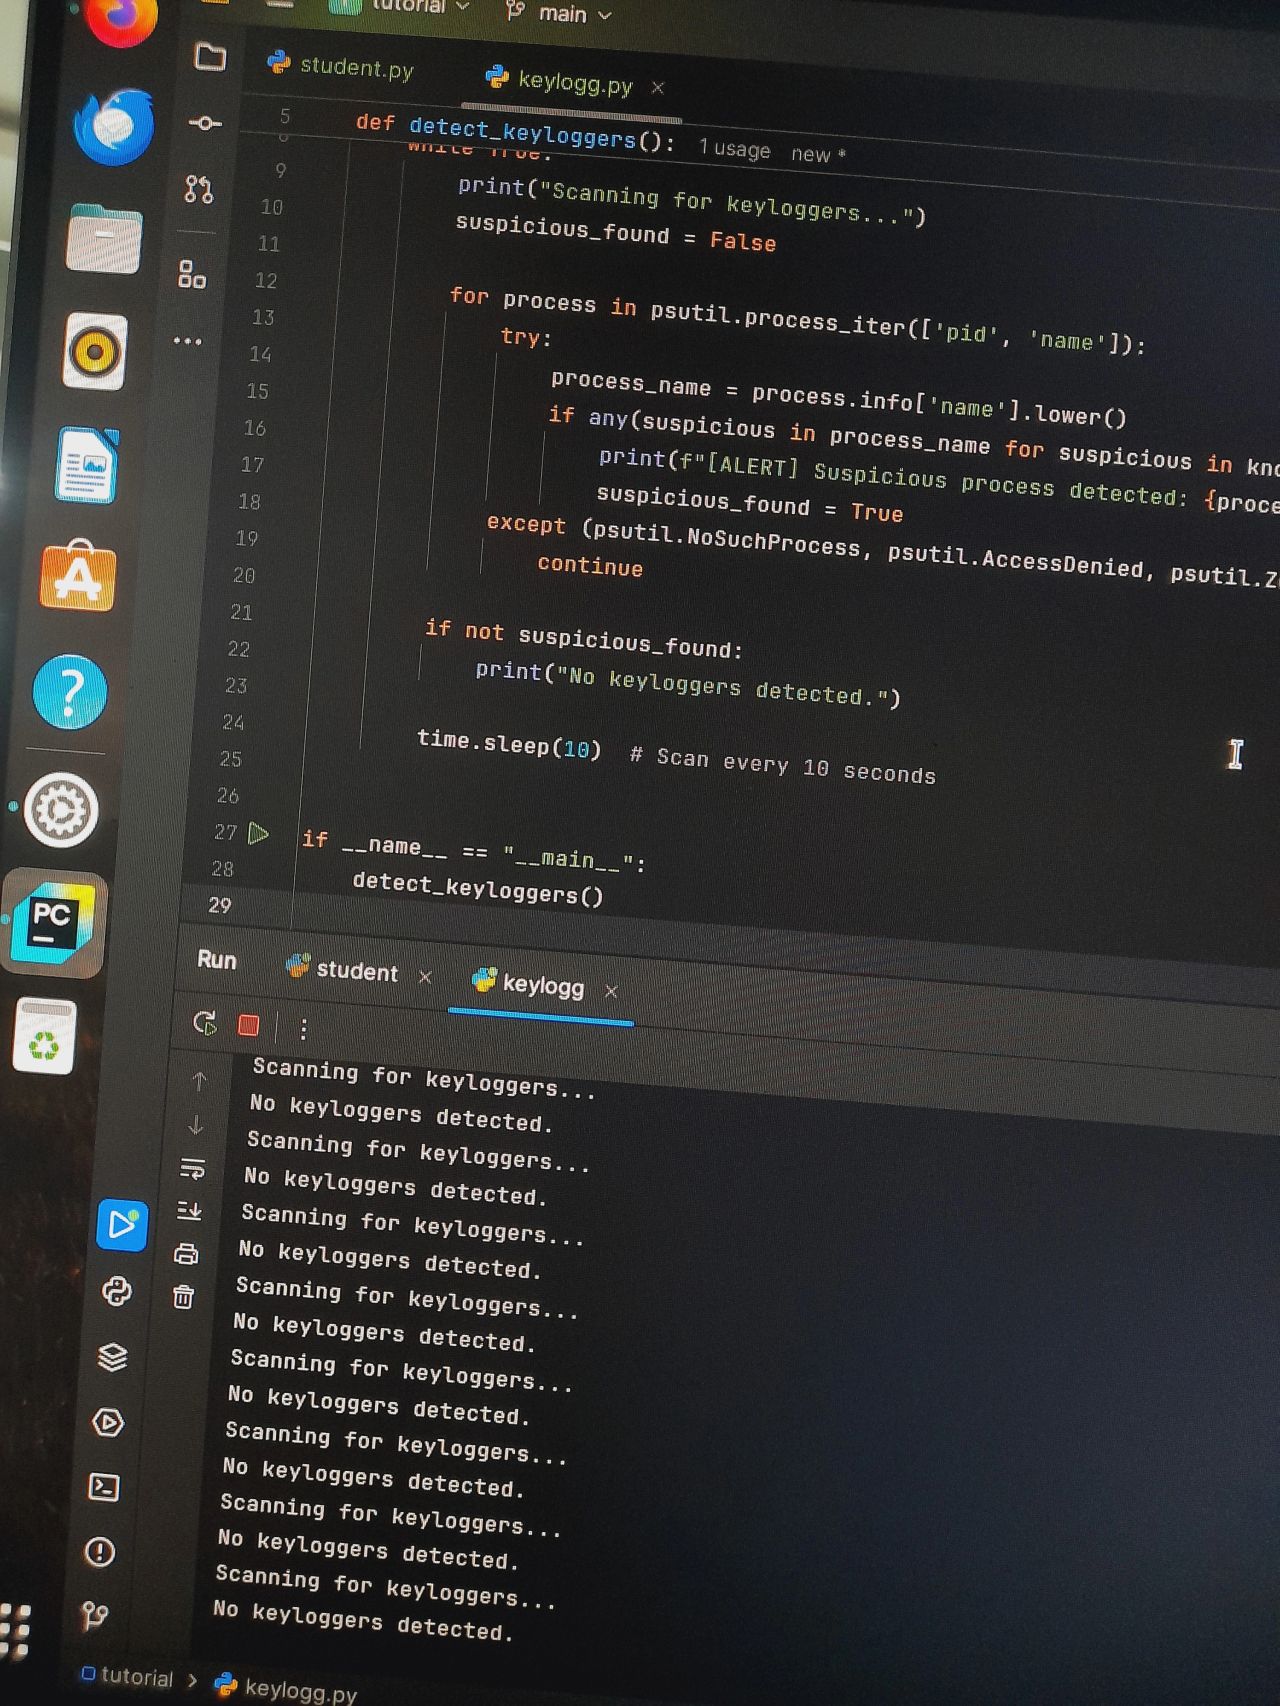 tutorial
main
student.py
keylogg.py
5 def detect_keyloggers(): 1 usage new *
while True:
9 print("Scanning for keyloggers...")
10 suspicious_found = False
11
12 for process in psutil.process_iter(['pid', 'name']):
13 try:
14 process_name = process.info['name'].lower()
15 if any(suspicious in process_name for suspicious in kno
16 print(f"[ALERT] Suspicious process detected: {proce
17 suspicious_found = True
18 except (psutil.NoSuchProcess, psutil.AccessDenied, psutil.Zo
19 continue
20
21 if not suspicious_found:
22 print("No keyloggers detected.")
23
24 time.sleep(10) # Scan every 10 seconds
25
26
27 if __name__ == "__main__":
28 detect_keyloggers()
29
PC
Run
student
keylogg
Scanning for keyloggers...
No keyloggers detected.
Scanning for keyloggers...
No keyloggers detected.
Scanning for keyloggers...
No keyloggers detected.
Scanning for keyloggers...
No keyloggers detected.
Scanning for keyloggers...
No keyloggers detected.
Scanning for keyloggers...
No keyloggers detected.
Scanning for keyloggers...
No keyloggers detected.
Scanning for keyloggers...
No keyloggers detected.
tutorial > keylogg.py